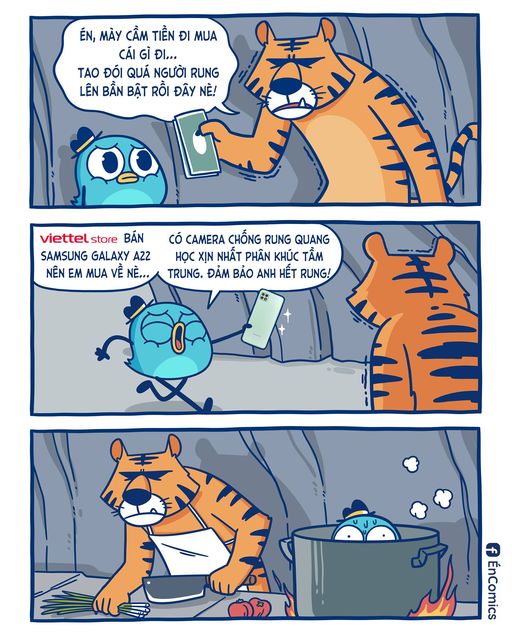 ÉN, MÀY CẦM TIỀN ĐI MUA
CÁI GÌ ĐI...
TAO ĐÓI QUÁ NGƯỜI RUNG
LÊN BẦN BẬT RỒI ĐÂY NÈ!
viettel store BÁN
SAMSUNG GALAXY A22
NÊN EM MUA VỀ NÈ...
CÓ CAMERA CHỐNG RUNG QUANG
HỌC XỊN NHẤT PHÂN KHÚC TẦM
TRUNG. ĐẢM BẢO ANH HẾT RUNG!
ÉnComics